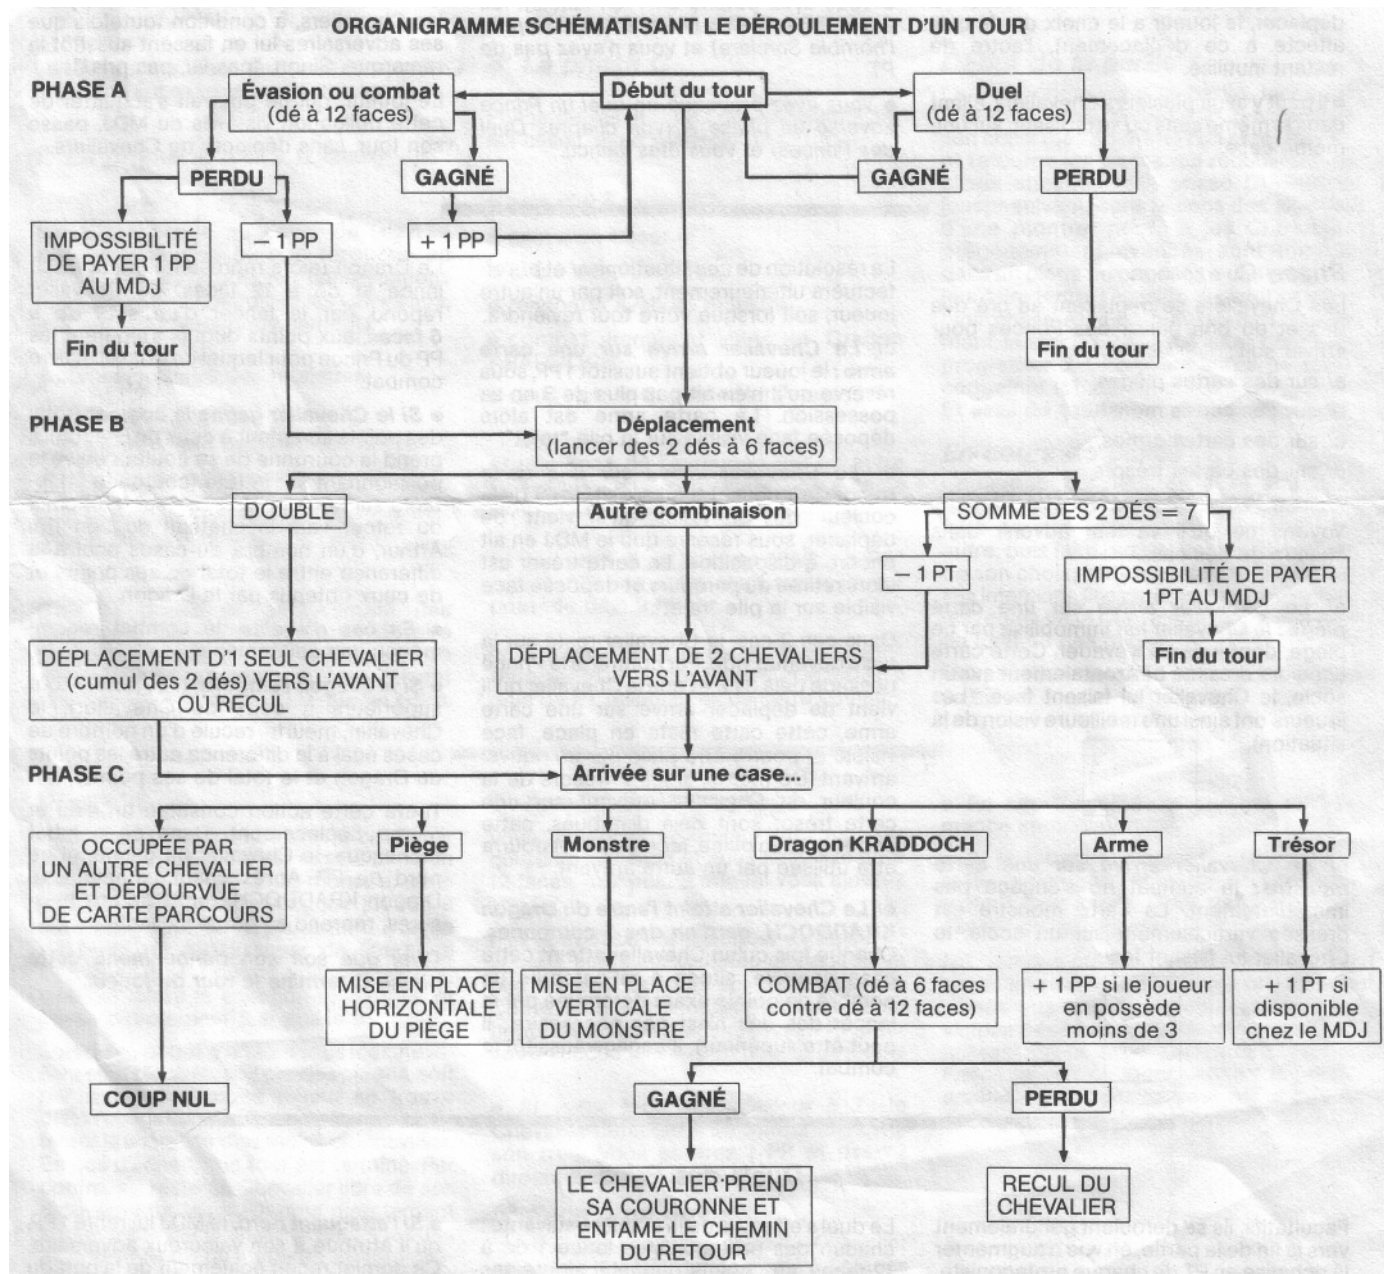 ORGANIGRAMME SCHÉMATISANT LE DÉROULEMENT D'UN TOUR
PHASE A
Évasion ou combat
(dé à 12 faces)
Début du tour
Duel
(dé à 12 faces)
PERDU
GAGNÉ
GAGNÉ
PERDU
IMPOSSIBILITÉ
DE PAYER 1 PP
AU MDJ
– 1 PP
+ 1 PP
Fin du tour
Fin du tour
PHASE B
Déplacement
(lancer des 2 dés à 6 faces)
DOUBLE
Autre combinaison
SOMME DES 2 DÉS = 7
– 1 PT
IMPOSSIBILITÉ DE PAYER
1 PT AU MDJ
DÉPLACEMENT D'1 SEUL CHEVALIER
(cumul des 2 dés) VERS L'AVANT
OU RECUL
DÉPLACEMENT DE 2 CHEVALIERS
VERS L'AVANT
Fin du tour
PHASE C
Arrivée sur une case...
OCCUPÉE PAR
UN AUTRE CHEVALIER
ET DÉPOURVUE
DE CARTE PARCOURS
Piège
Monstre
Dragon KRADDOCH
Arme
Trésor
MISE EN PLACE
HORIZONTALE
DU PIÈGE
MISE EN PLACE
VERTICALE
DU MONSTRE
COMBAT (dé à 6 faces
contre dé à 12 faces)
+ 1 PP si le joueur
en possède
moins de 3
+ 1 PT si
disponible
chez le MDJ
COUP NUL
GAGNÉ
PERDU
LE CHEVALIER PREND
SA COURONNE ET
ENTAME LE CHEMIN
DU RETOUR
RECUL DU
CHEVALIER